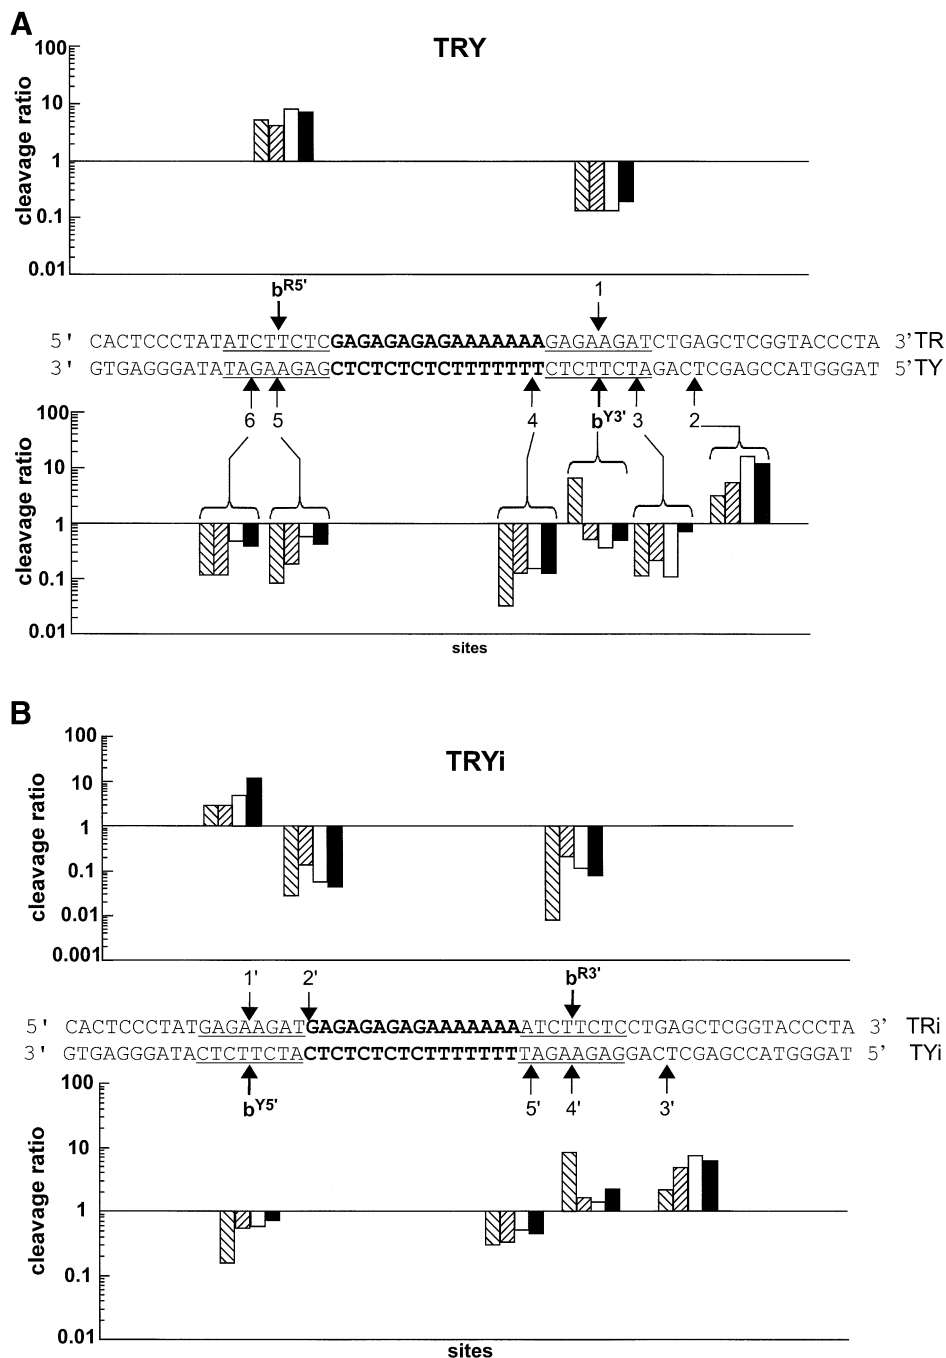 A
TRY
cleavage ratio
100
10
1
0.1
0.01
bR5' 1
5' CACTCCCTATATCTTCTCGAGAGAGAGAAAAAAAGAGAAGATCTGAGCTCGGTACCCTA 3' TR
3' GTGAGGGATATAGAAGAGCTCTCTCTCTTTTTTTCTCTTCTAGACTCGAGCCATGGGAT 5' TY
6 5 4 bY3' 3 2
cleavage ratio
100
10
1
0.1
0.01
sites
B
TRYi
cleavage ratio
100
10
1
0.1
0.01
0.001
1' 2' bR3'
5' CACTCCCTATGAGAAGATGAGAGAGAGAAAAAAAATCTTCTCCTGAGCTCGGTACCCTA 3' TRi
3' GTGAGGGATACTCTTCTACTCTCTCTCTTTTTTTTAGAAGAGGACTCGAGCCATGGGAT 5' TYi
bY5' 5' 4' 3'
cleavage ratio
100
10
1
0.1
0.01
sites